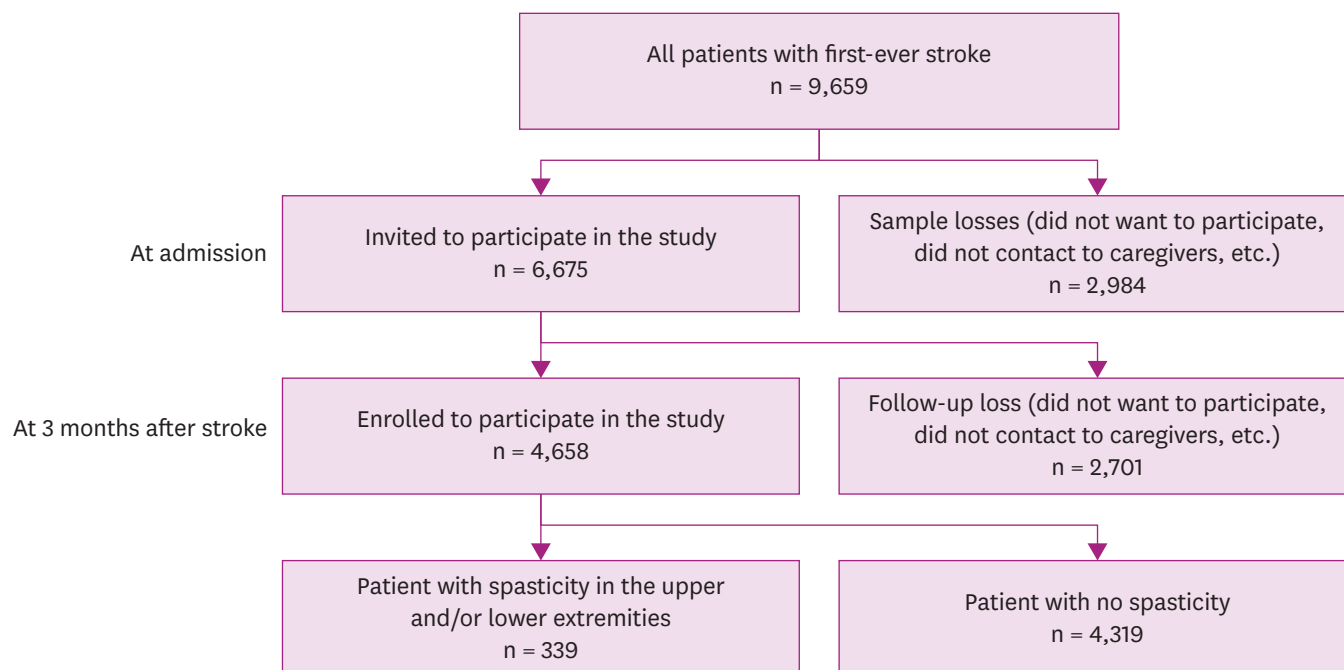 All patients with first-ever stroke
n = 9,659
At admission
Invited to participate in the study
n = 6,675
Sample losses (did not want to participate,
did not contact to caregivers, etc.)
n = 2,984
At 3 months after stroke
Enrolled to participate in the study
n = 4,658
Follow-up loss (did not want to participate,
did not contact to caregivers, etc.)
n = 2,701
Patient with spasticity in the upper
and/or lower extremities
n = 339
Patient with no spasticity
n = 4,319